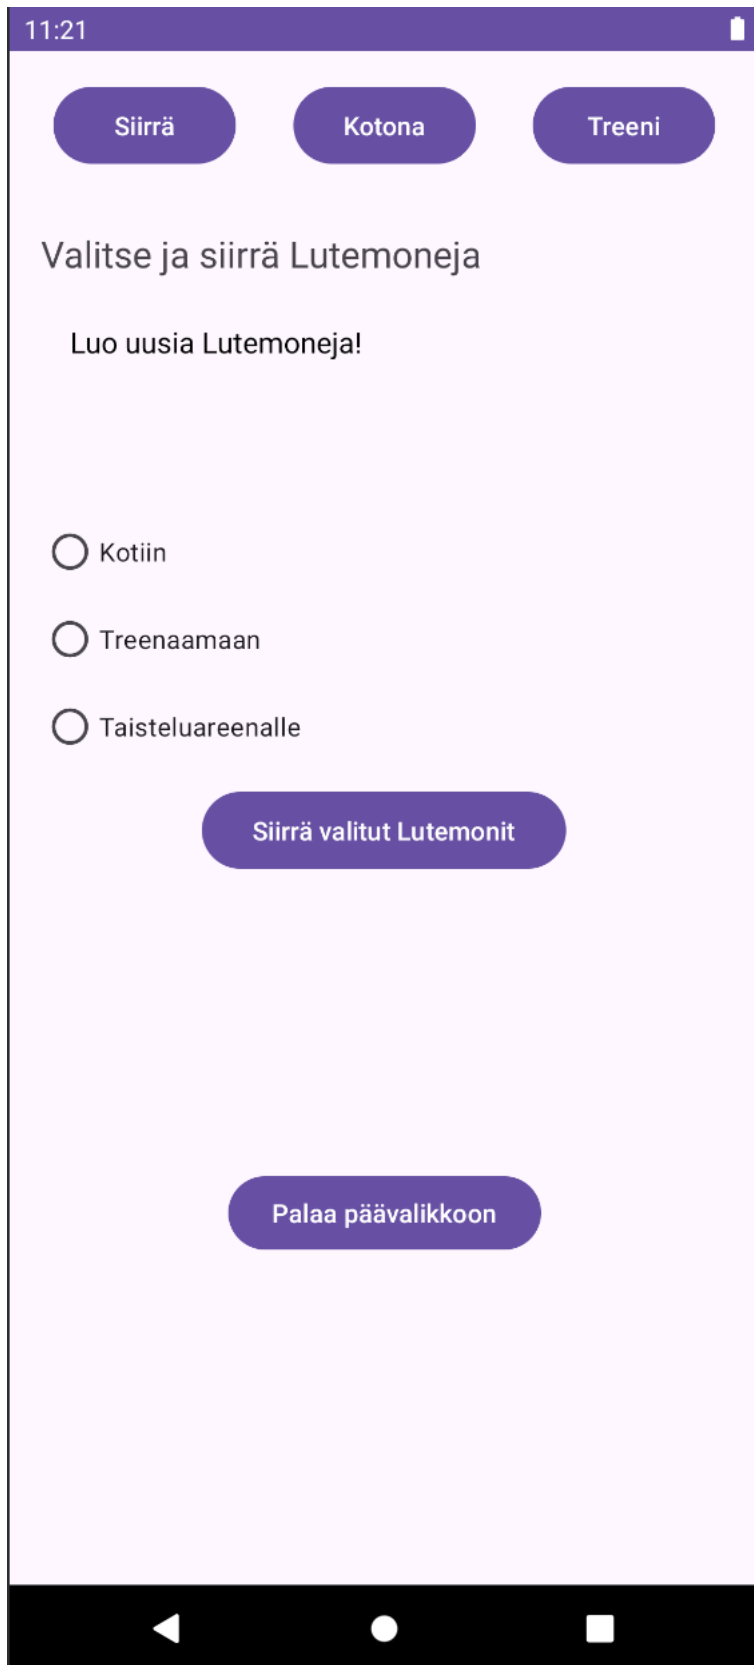 11:21
Siirrä Kotona Treeni
Valitse ja siirrä Lutemoneja
Luo uusia Lutemoneja!
Kotiin
Treenaamaan
Taisteluareenalle
Siirrä valitut Lutemonit
Palaa päävalikkoon